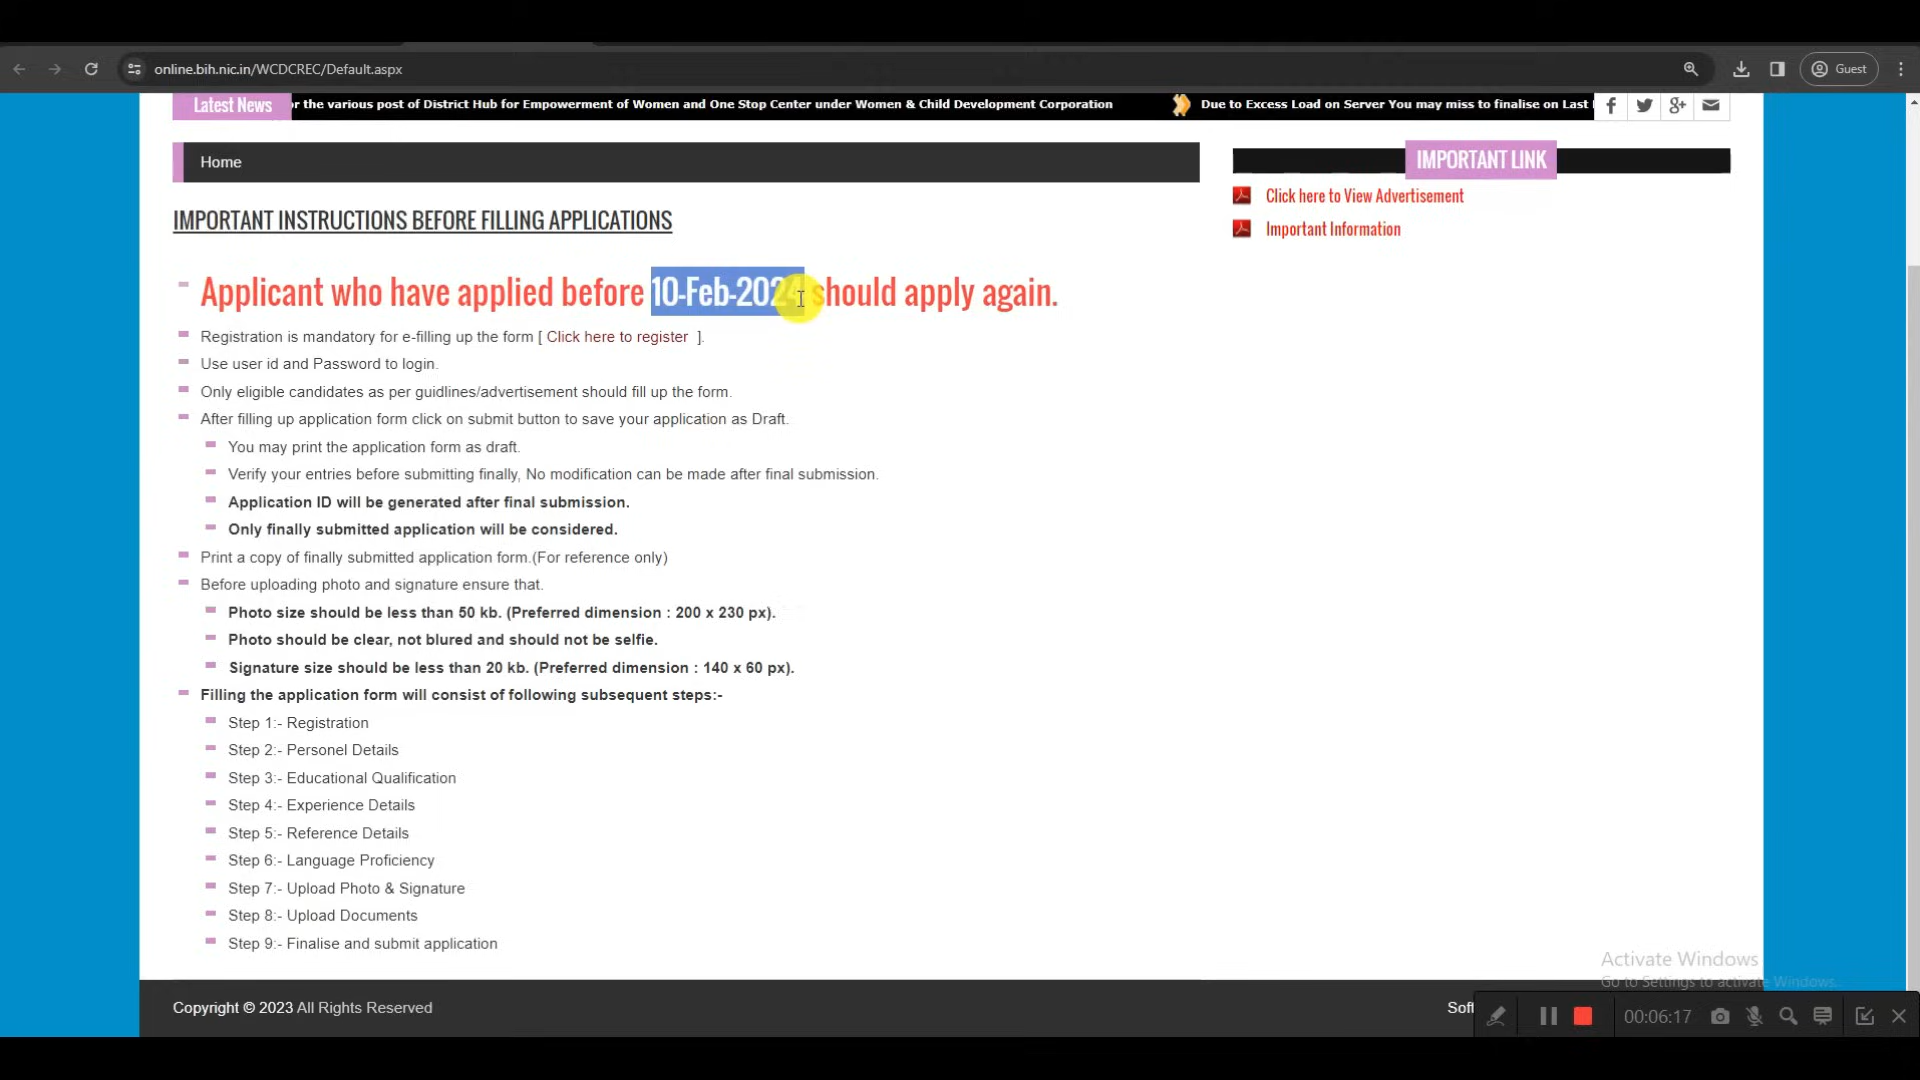 online.bih.nic.in/WCDCREC/Default.aspx
Guest
Latest News
or the various post of District Hub for Empowerment of Women and One Stop Center under Women & Child Development Corporation
Due to Excess Load on Server You may miss to finalise on Last
Home
IMPORTANT LINK
Click here to View Advertisement
Important Information
IMPORTANT INSTRUCTIONS BEFORE FILLING APPLICATIONS
Applicant who have applied before 10-Feb-2024 should apply again.
Registration is mandatory for e-filling up the form [ Click here to register ].
Use user id and Password to login.
Only eligible candidates as per guidlines/advertisement should fill up the form.
After filling up application form click on submit button to save your application as Draft.
You may print the application form as draft.
Verify your entries before submitting finally, No modification can be made after final submission.
Application ID will be generated after final submission.
Only finally submitted application will be considered.
Print a copy of finally submitted application form.(For reference only)
Before uploading photo and signature ensure that.
Photo size should be less than 50 kb. (Preferred dimension : 200 x 230 px).
Photo should be clear, not blured and should not be selfie.
Signature size should be less than 20 kb. (Preferred dimension : 140 x 60 px).
Filling the application form will consist of following subsequent steps:-
Step 1:- Registration
Step 2:- Personel Details
Step 3:- Educational Qualification
Step 4:- Experience Details
Step 5:- Reference Details
Step 6:- Language Proficiency
Step 7:- Upload Photo & Signature
Step 8:- Upload Documents
Step 9:- Finalise and submit application
Activate Windows
Go to Settings to activate Windows.
Copyright © 2023 All Rights Reserved
Soft
00:06:17